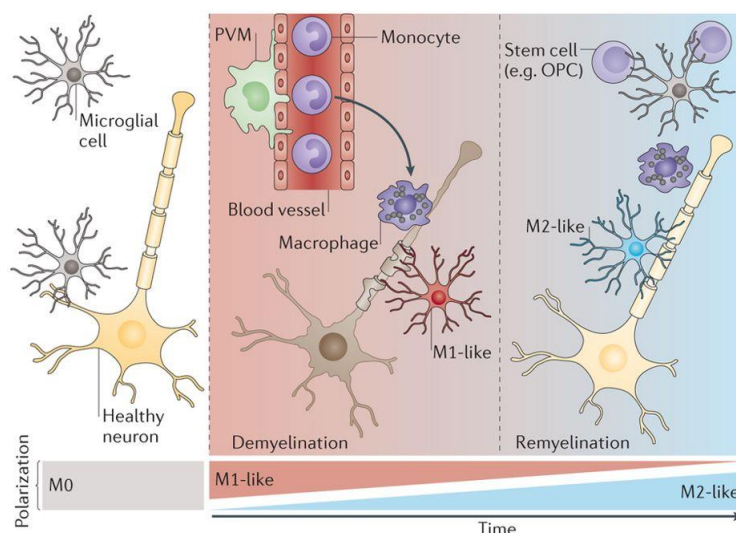 PVM
Monocyte
Stem cell
(e.g. OPC)
Microglial
cell
Blood vessel
Macrophage
M2-like
M1-like
Healthy
neuron
Demyelination
Remyelination
Polarization
M0
M1-like
M2-like
Time